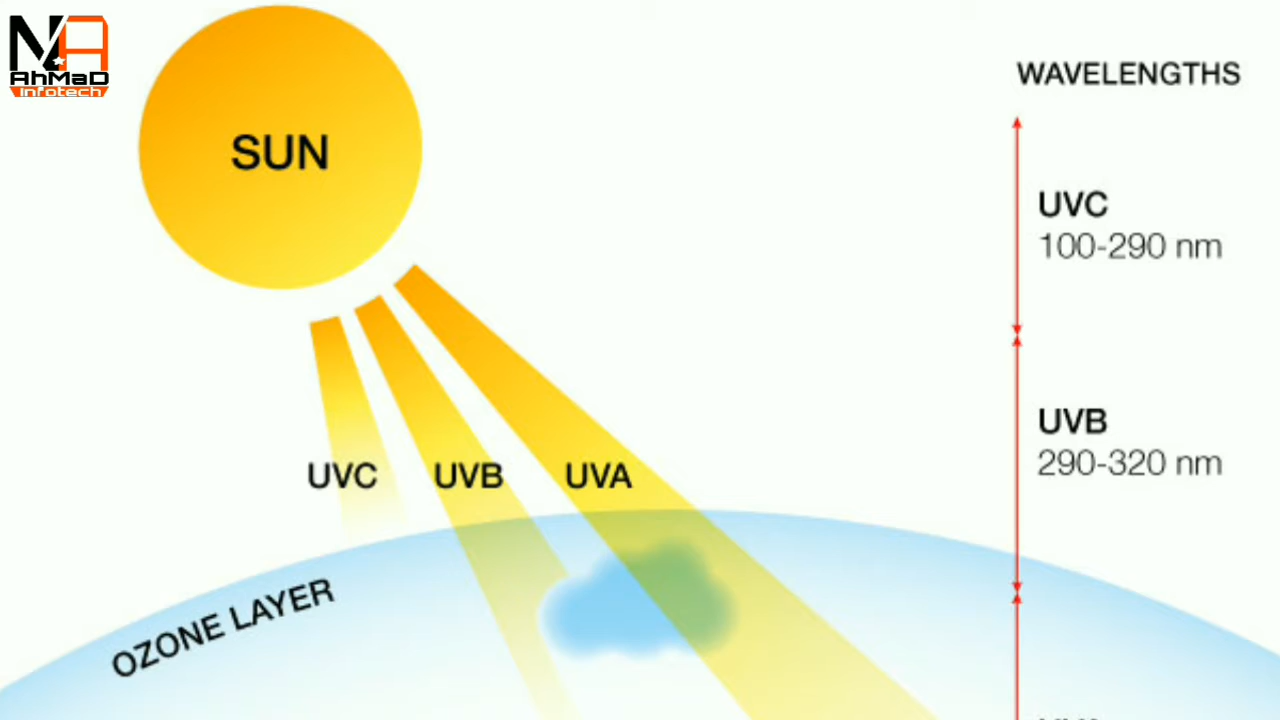 AhMaD
infotech
SUN
WAVELENGTHS
UVC
100-290 nm
UVB
290-320 nm
UVC
UVB
UVA
OZONE LAYER